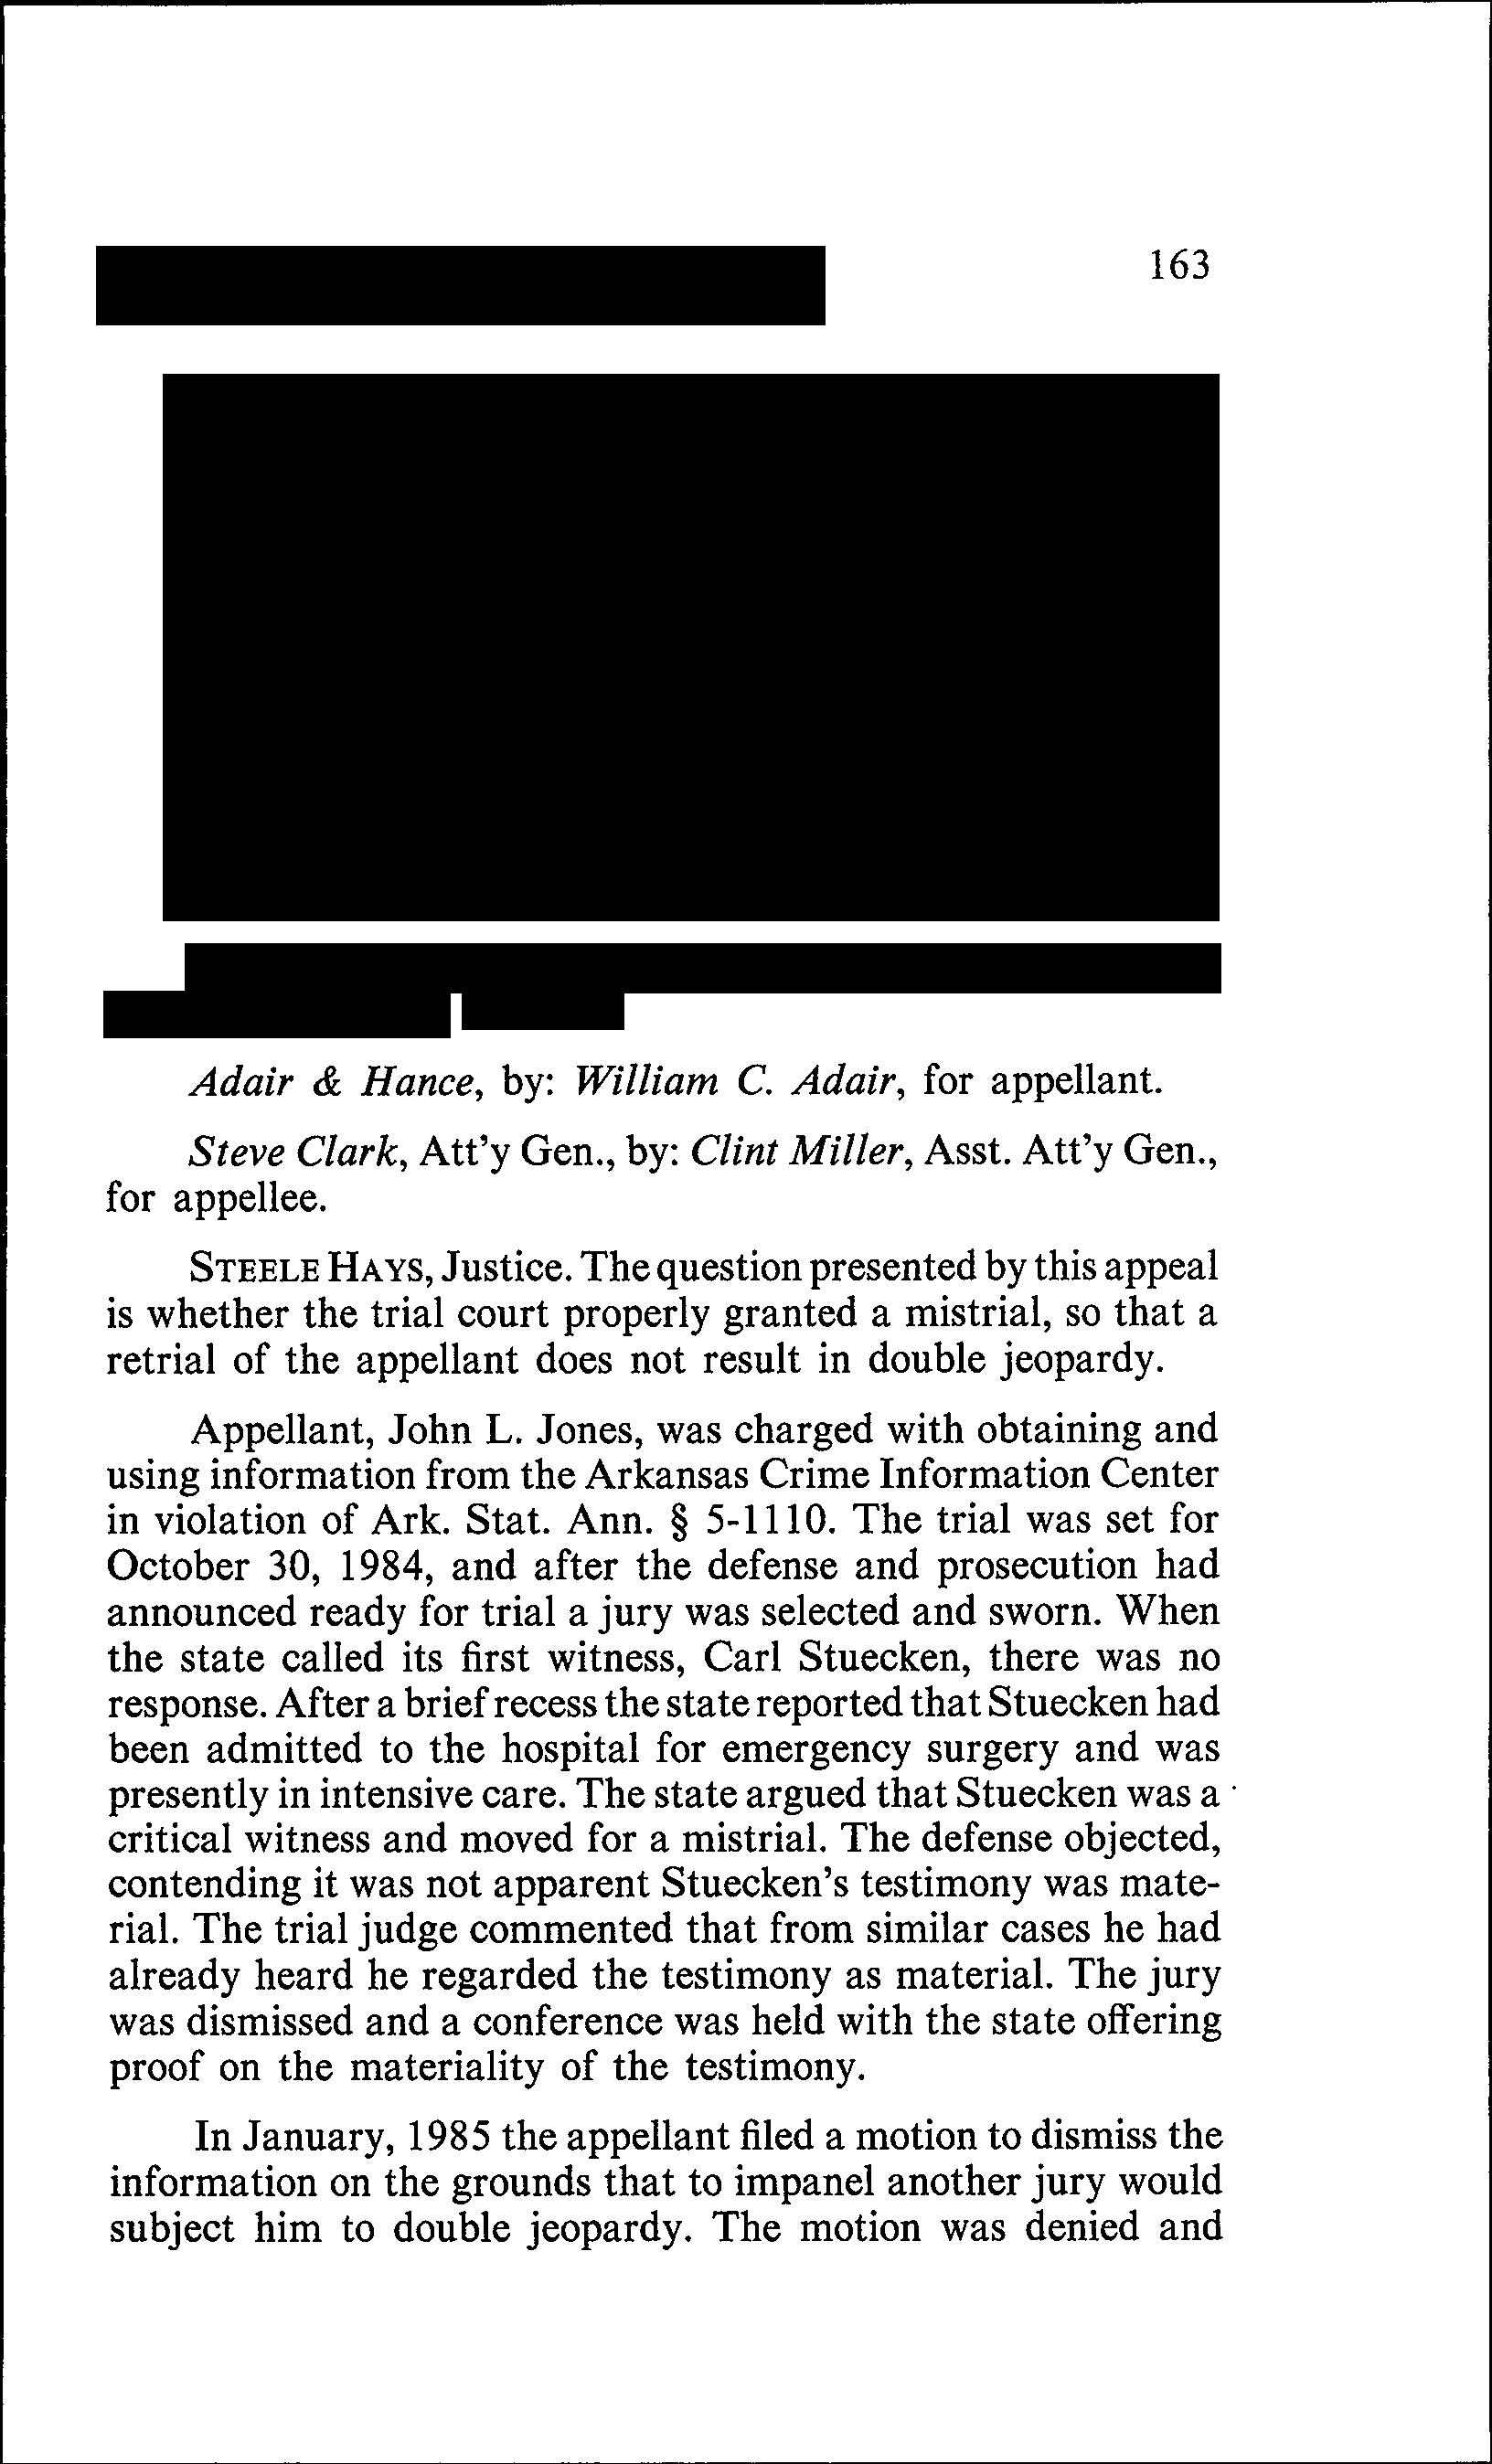 163
Adair & Hance, by: William C. Adair, for appellant.
Steve Clark, Att'y Gen., by: Clint Miller, Asst. Att'y Gen.,
for appellee.
STEELE HAYS, Justice. The question presented by this appeal
is whether the trial court properly granted a mistrial, so that a
retrial of the appellant does not result in double jeopardy.
Appellant, John L. Jones, was charged with obtaining and
using information from the Arkansas Crime Information Center
in violation of Ark. Stat. Ann. § 5-1110. The trial was set for
October 30, 1984, and after the defense and prosecution had
announced ready for trial a jury was selected and sworn. When
the state called its first witness, Carl Stuecken, there was no
response. After a brief recess the state reported that Stuecken had
been admitted to the hospital for emergency surgery and was
presently in intensive care. The state argued that Stuecken was a
critical witness and moved for a mistrial. The defense objected,
contending it was not apparent Stuecken's testimony was mate-
rial. The trial judge commented that from similar cases he had
already heard he regarded the testimony as material. The jury
was dismissed and a conference was held with the state offering
proof on the materiality of the testimony.
In January, 1985 the appellant filed a motion to dismiss the
information on the grounds that to impanel another jury would
subject him to double jeopardy. The motion was denied and